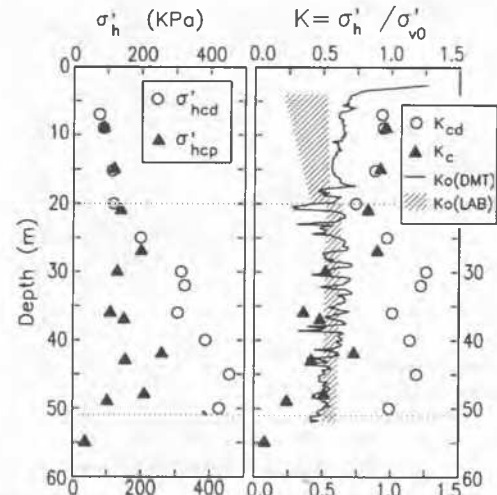 σ'h (KPa)
K = σ'h / σ'v0
0 200 400
0.0 0.5 1.0 1.5
0
10
20
30
40
50
60
Depth (m)
σ'hcd
σ'hcp
Kcd
Kc
Ko(DMT)
Ko(LAB)
30
40
50
60
0 200 400
0.0 0.5 1.0 1.5